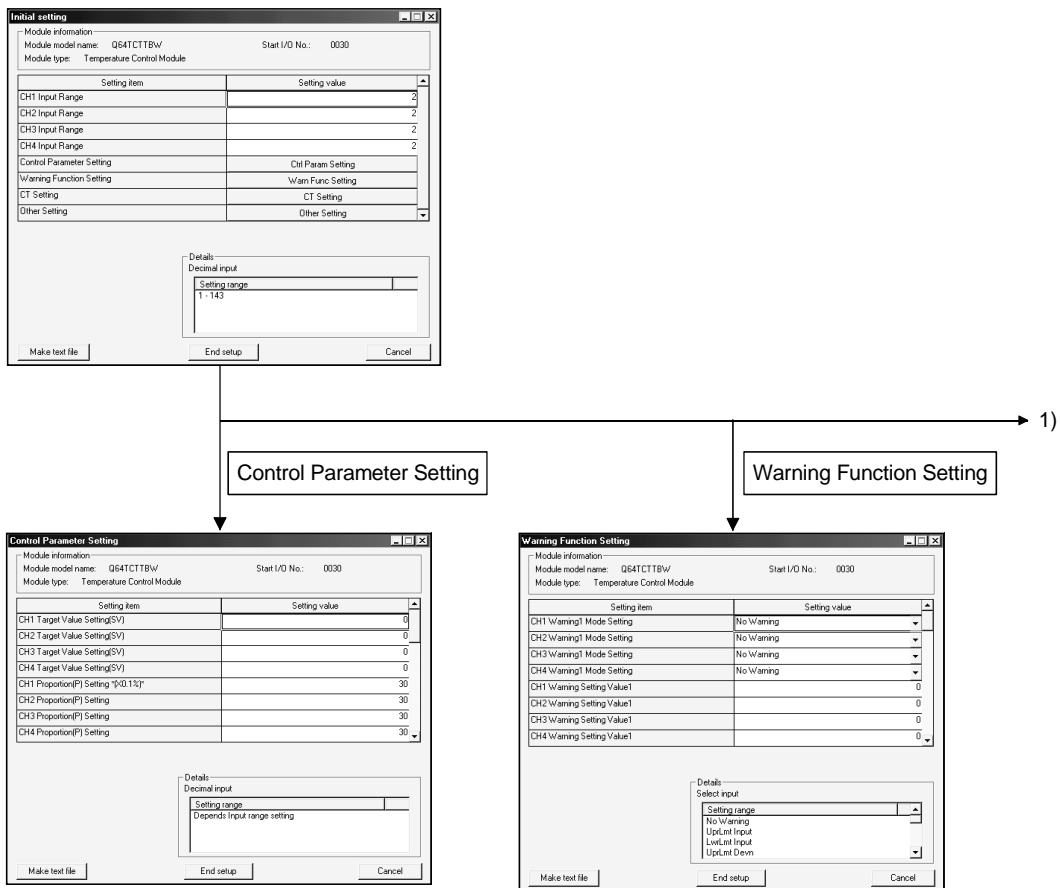 Initial setting
Module information
Module model name: Q64TCTTBW Start I/O No.: 0030
Module type: Temperature Control Module
Setting item Setting value
CH1 Input Range 2
CH2 Input Range 2
CH3 Input Range 2
CH4 Input Range 2
Control Parameter Setting Ctrl Param Setting
Warning Function Setting Warn Func Setting
CT Setting CT Setting
Other Setting Other Setting
Details
Decimal input
Setting range
1 - 143
Make text file End setup Cancel
1)
Control Parameter Setting
Warning Function Setting
Control Parameter Setting
Module information
Module model name: Q64TCTTBW Start I/O No.: 0030
Module type: Temperature Control Module
Setting item Setting value
CH1 Target Value Setting(SV) 0
CH2 Target Value Setting(SV) 0
CH3 Target Value Setting(SV) 0
CH4 Target Value Setting(SV) 0
CH1 Proportion(P) Setting *(X0.1%)* 30
CH2 Proportion(P) Setting 30
CH3 Proportion(P) Setting 30
CH4 Proportion(P) Setting 30
Details
Decimal input
Setting range
Depends Input range setting
Make text file End setup Cancel
Warning Function Setting
Module information
Module model name: Q64TCTTBW Start I/O No.: 0030
Module type: Temperature Control Module
Setting item Setting value
CH1 Warning1 Mode Setting No Warning
CH2 Warning1 Mode Setting No Warning
CH3 Warning1 Mode Setting No Warning
CH4 Warning1 Mode Setting No Warning
CH1 Warning Setting Value1 0
CH2 Warning Setting Value1 0
CH3 Warning Setting Value1 0
CH4 Warning Setting Value1 0
Details
Select input
Setting range
No Warning
UprLmt Input
LwrLmt Input
UprLmt Devn
Make text file End setup Cancel